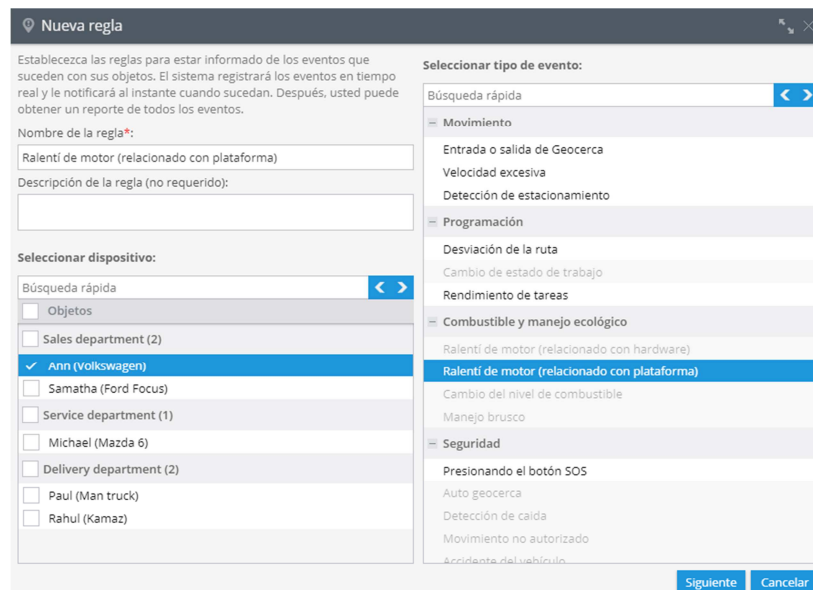 Nueva regla
Establecezca las reglas para estar informado de los eventos que
suceden con sus objetos. El sistema registrará los eventos en tiempo
real y le notificará al instante cuando sucedan. Después, usted puede
obtener un reporte de todos los eventos.
Nombre de la regla*:
Ralentí de motor (relacionado con plataforma)
Descripción de la regla (no requerido):
Seleccionar dispositivo:
Búsqueda rápida
Objetos
Sales department (2)
Ann (Volkswagen)
Samatha (Ford Focus)
Service department (1)
Michael (Mazda 6)
Delivery department (2)
Paul (Man truck)
Rahul (Kamaz)
Seleccionar tipo de evento:
Búsqueda rápida
Movimiento
Entrada o salida de Geocerca
Velocidad excesiva
Detección de estacionamiento
Programación
Desviación de la ruta
Cambio de estado de trabajo
Rendimiento de tareas
Combustible y manejo ecológico
Ralentí de motor (relacionado con hardware)
Ralentí de motor (relacionado con plataforma)
Cambio del nivel de combustible
Manejo brusco
Seguridad
Presionando el botón SOS
Auto geocerca
Detección de caida
Movimiento no autorizado
Accidente del vehículo
Siguiente
Cancelar